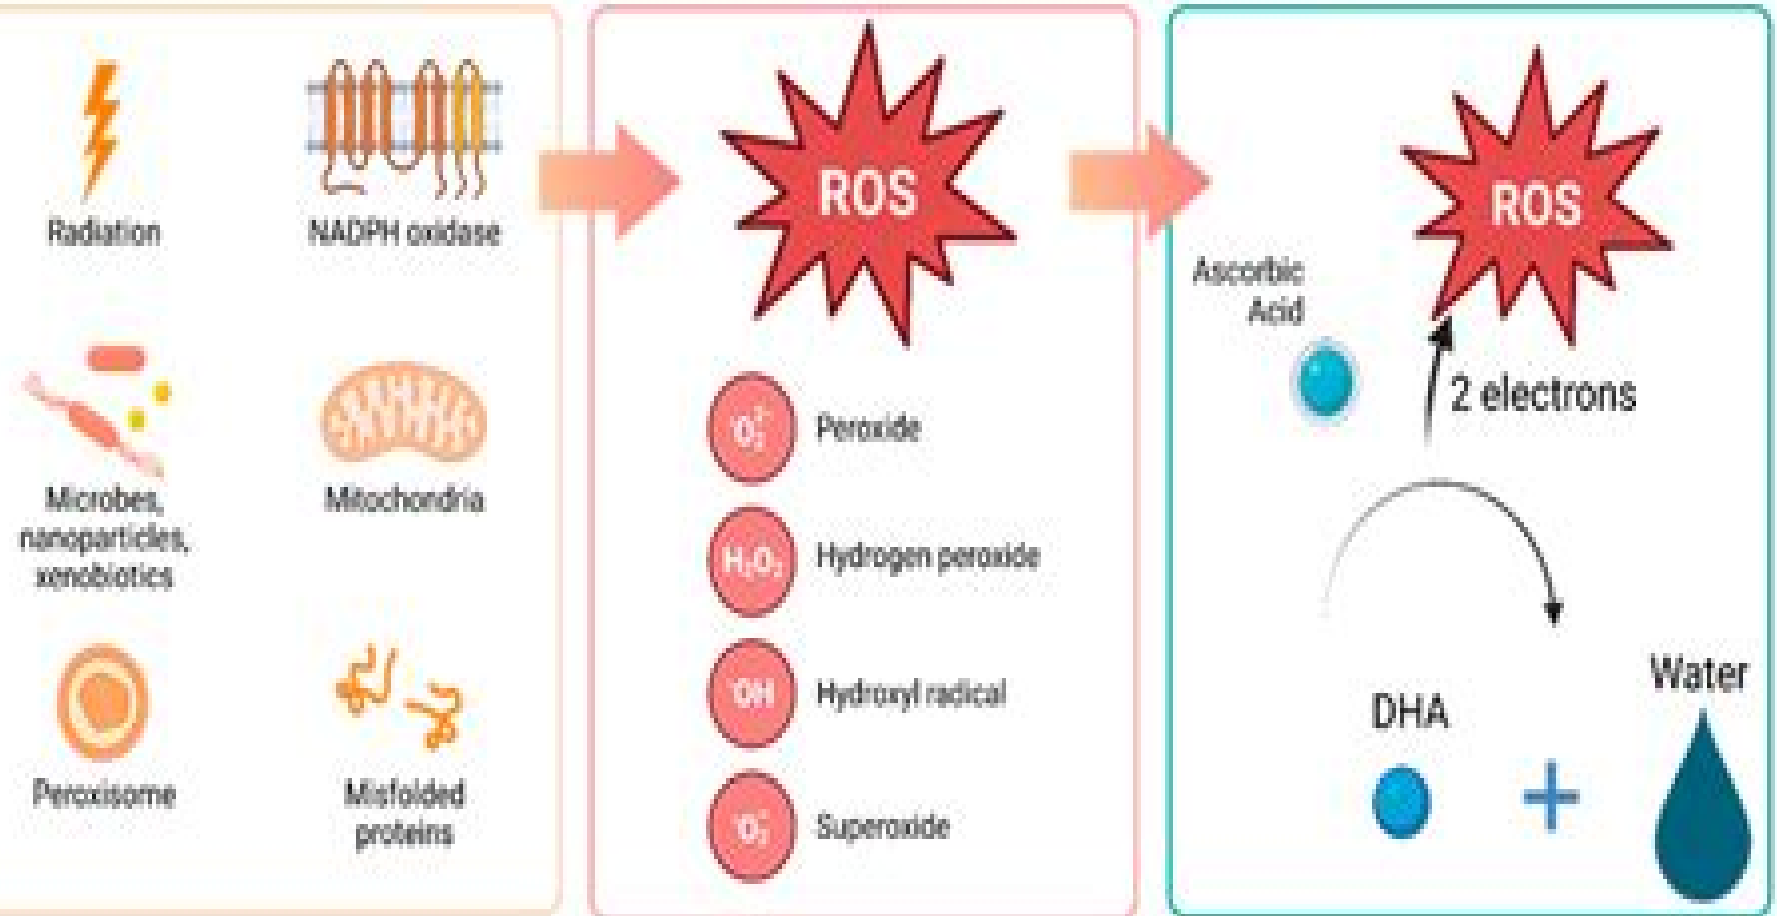 Radiation
NADPH oxidase
Microbes,
nanoparticles,
xenobiotics
Mitochondria
Peroxisome
Misfolded
proteins
ROS
Peroxide
H₂O₂
Hydrogen peroxide
·OH
Hydroxyl radical
Superoxide
ROS
Ascorbic
Acid
2 electrons
DHA
+
Water